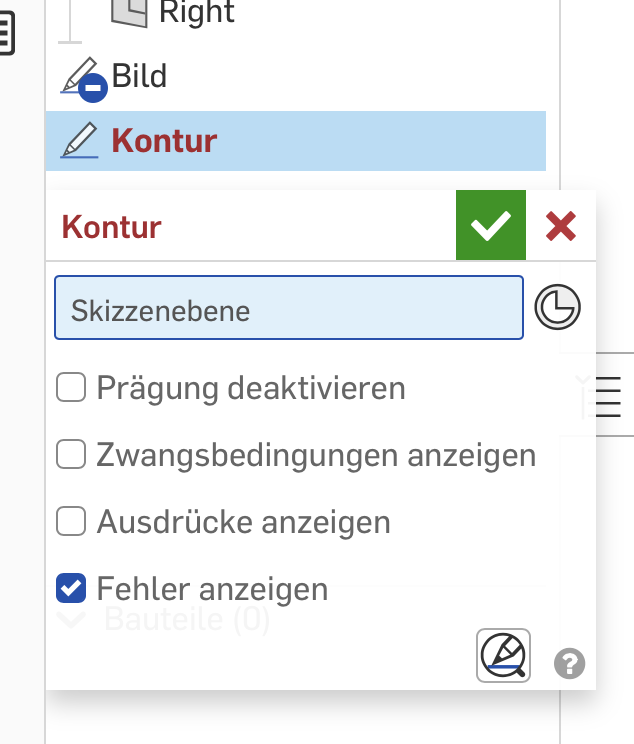 Right
Bild
Kontur
Kontur
Skizzenebene
Prägung deaktivieren
Zwangsbedingungen anzeigen
Ausdrücke anzeigen
Fehler anzeigen
Bauteile (0)
?